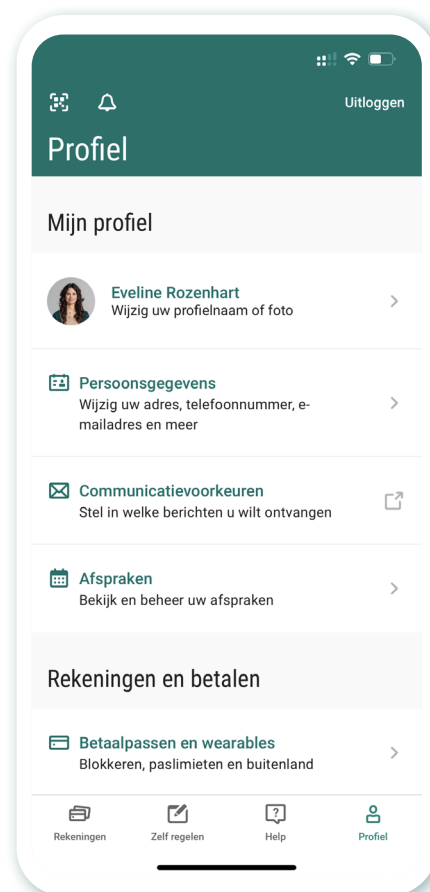 Uitloggen
Profiel
Mijn profiel
Eveline Rozenhart
Wijzig uw profielnaam of foto
Persoonsgegevens
Wijzig uw adres, telefoonnummer, e-
mailadres en meer
Communicatievoorkeuren
Stel in welke berichten u wilt ontvangen
Afspraken
Bekijk en beheer uw afspraken
Rekeningen en betalen
Betaalpassen en wearables
Blokkeren, paslimieten en buitenland
Rekeningen Zelf regelen Help Profiel